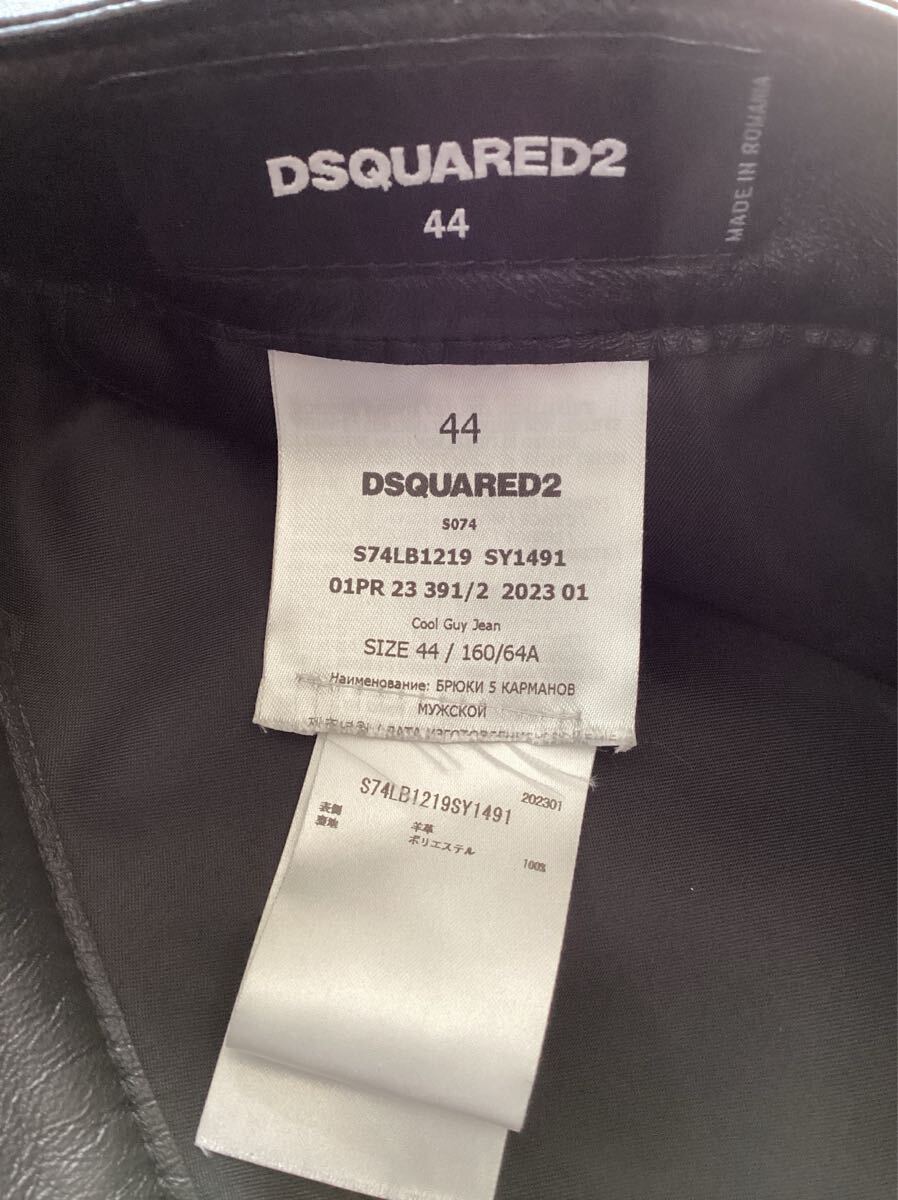 DSQUARED2
44
MADE IN ROMANIA
44
DSQUARED2
S074
S74LB1219 SY1491
01PR 23 391/2 2023 01
Cool Guy Jean
SIZE 44 / 160/64A
Наименование: БРЮКИ 5 КАРМАНОВ
МУЖСКОЙ
S74LB1219SY1491 202301
表側 羊革
裏地 ポリエステル 100%